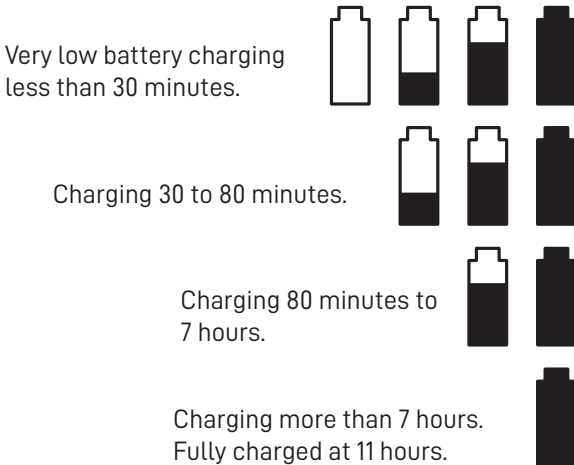 Very low battery charging
less than 30 minutes.
Charging 30 to 80 minutes.
Charging 80 minutes to
7 hours.
Charging more than 7 hours.
Fully charged at 11 hours.